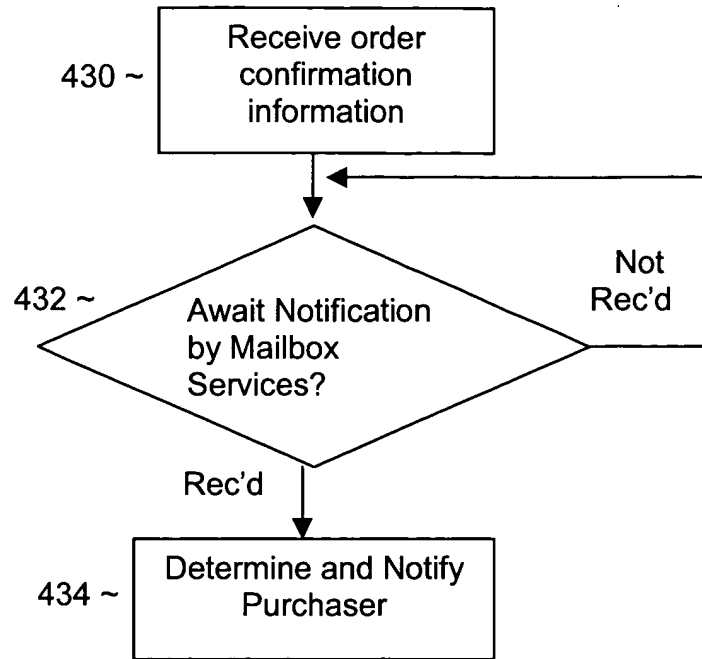 Receive order
430 ~
confirmation
information
432 ~
Await Notification
by Mailbox
Services?
Not
Rec'd
Rec'd
434 ~
Determine and Notify
Purchaser